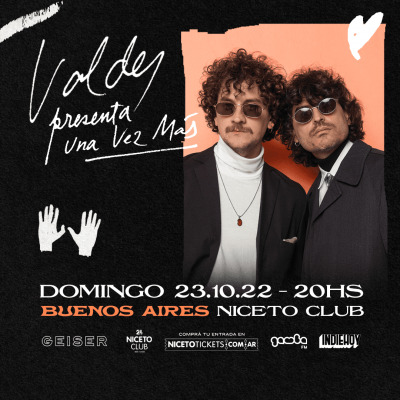 Valdes
presenta
Una Vez Más
DOMINGO 23.10.22 - 20HS
BUENOS AIRES NICETO CLUB
GEISER
NICETO
CLUB
COMPRÁ TU ENTRADA EN
NICETOTICKETS.COM.AR
FM
INDIEHOY